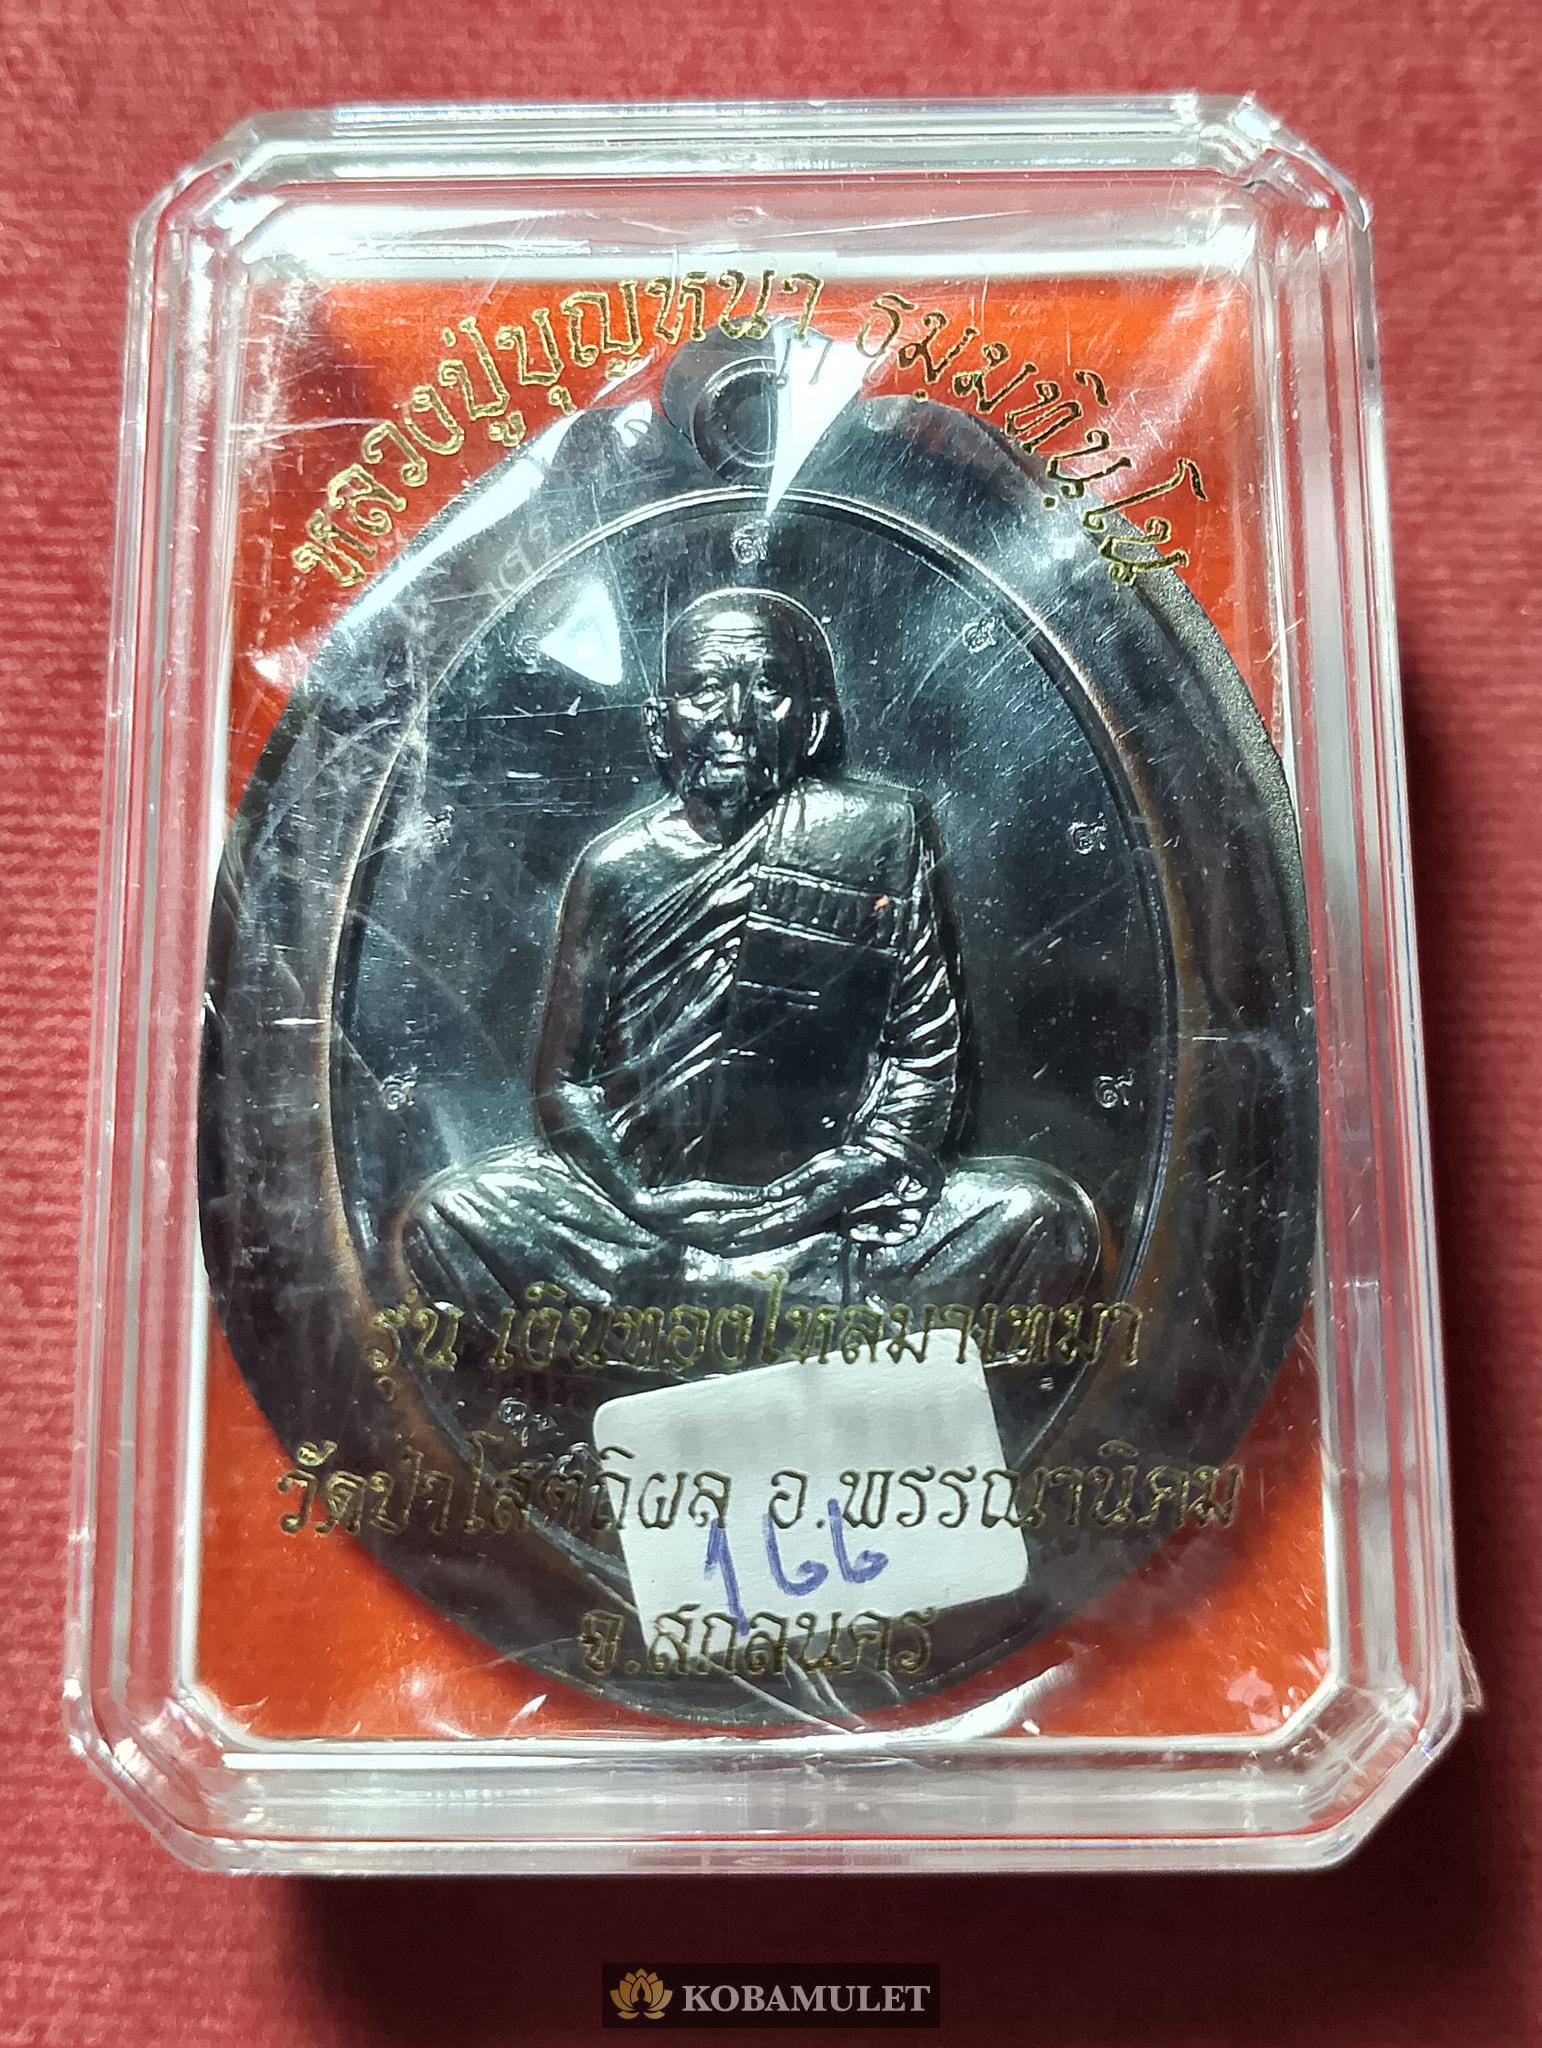 หลวงปู่บุญหนา ธมฺมทินฺโน
รุ่น เงินทองไหลมาเทมา
วัดป่าโสตถิผล อ.พรรณานิคม
จ.สกลนคร
KOBAMULET